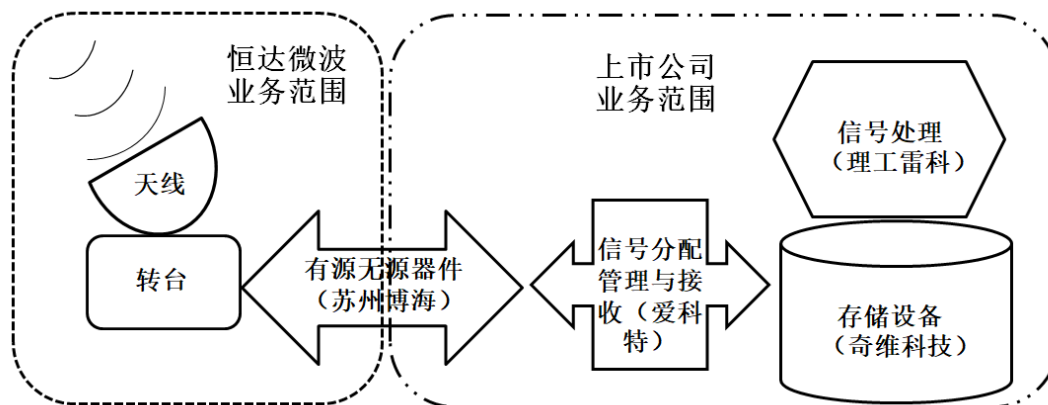 恒达微波
业务范围
天线
转台
有源无源器件
（苏州博海）
上市公司
业务范围
信号分配
管理与接
收（爱科
特）
信号处理
（理工雷科）
存储设备
（奇维科技）